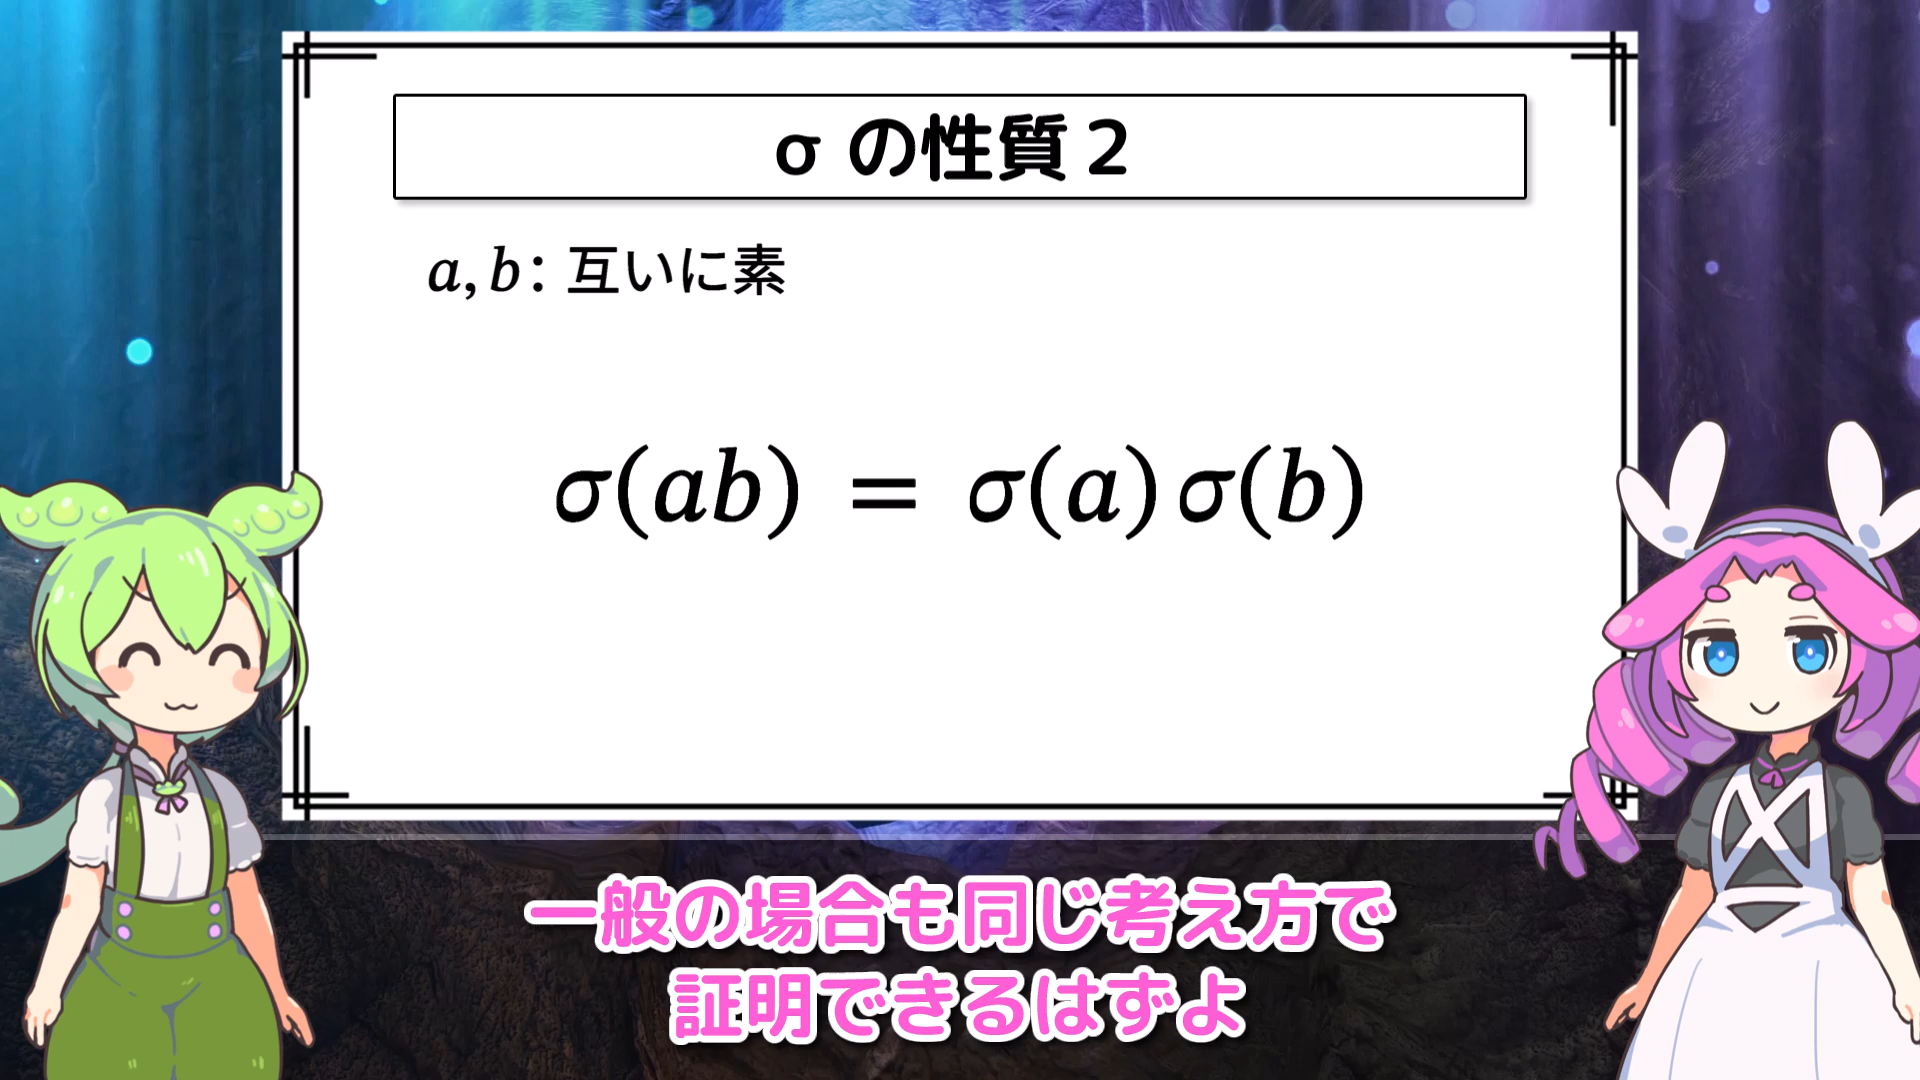 σ の性質２
a, b : 互いに素
σ(ab) = σ(a) σ(b)
一般の場合も同じ考え方で
証明できるはずよ